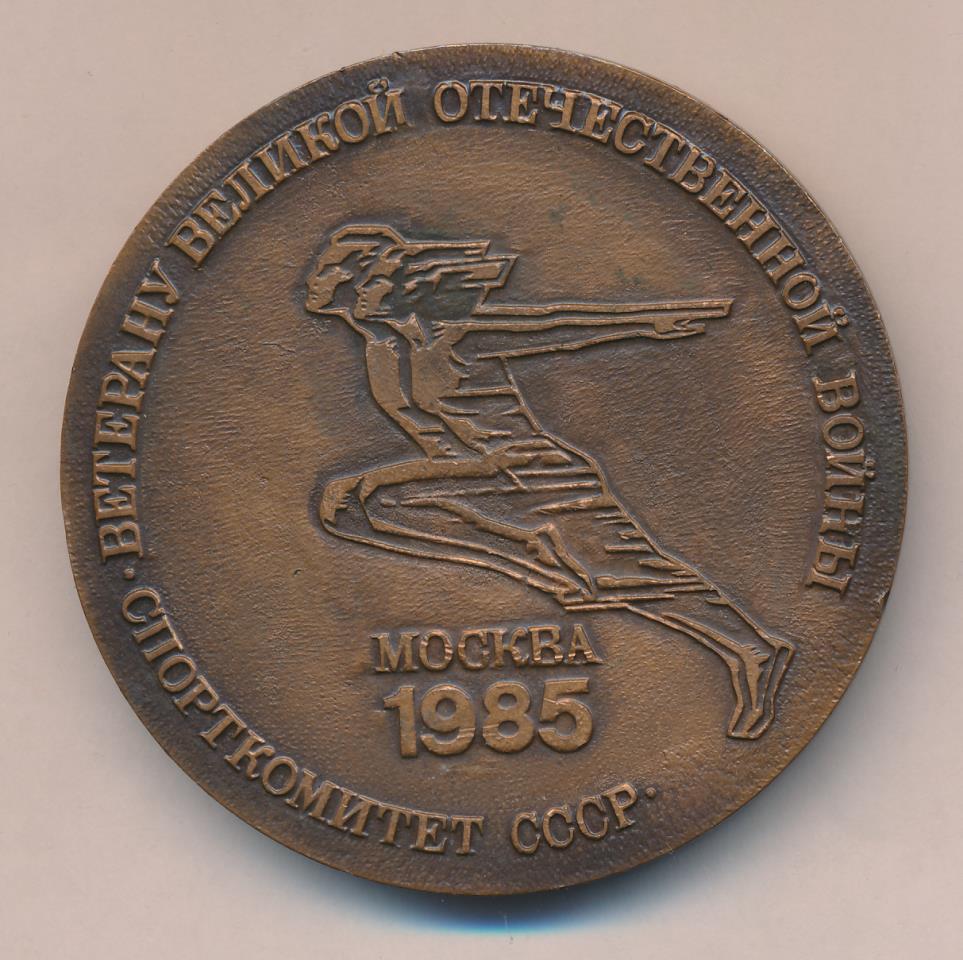 ·ВЕТЕРАНУ ВЕЛИКОЙ ОТЕЧЕСТВЕННОЙ ВОЙНЫ
МОСКВА
1985
СПОРТКОМИТЕТ СССР·